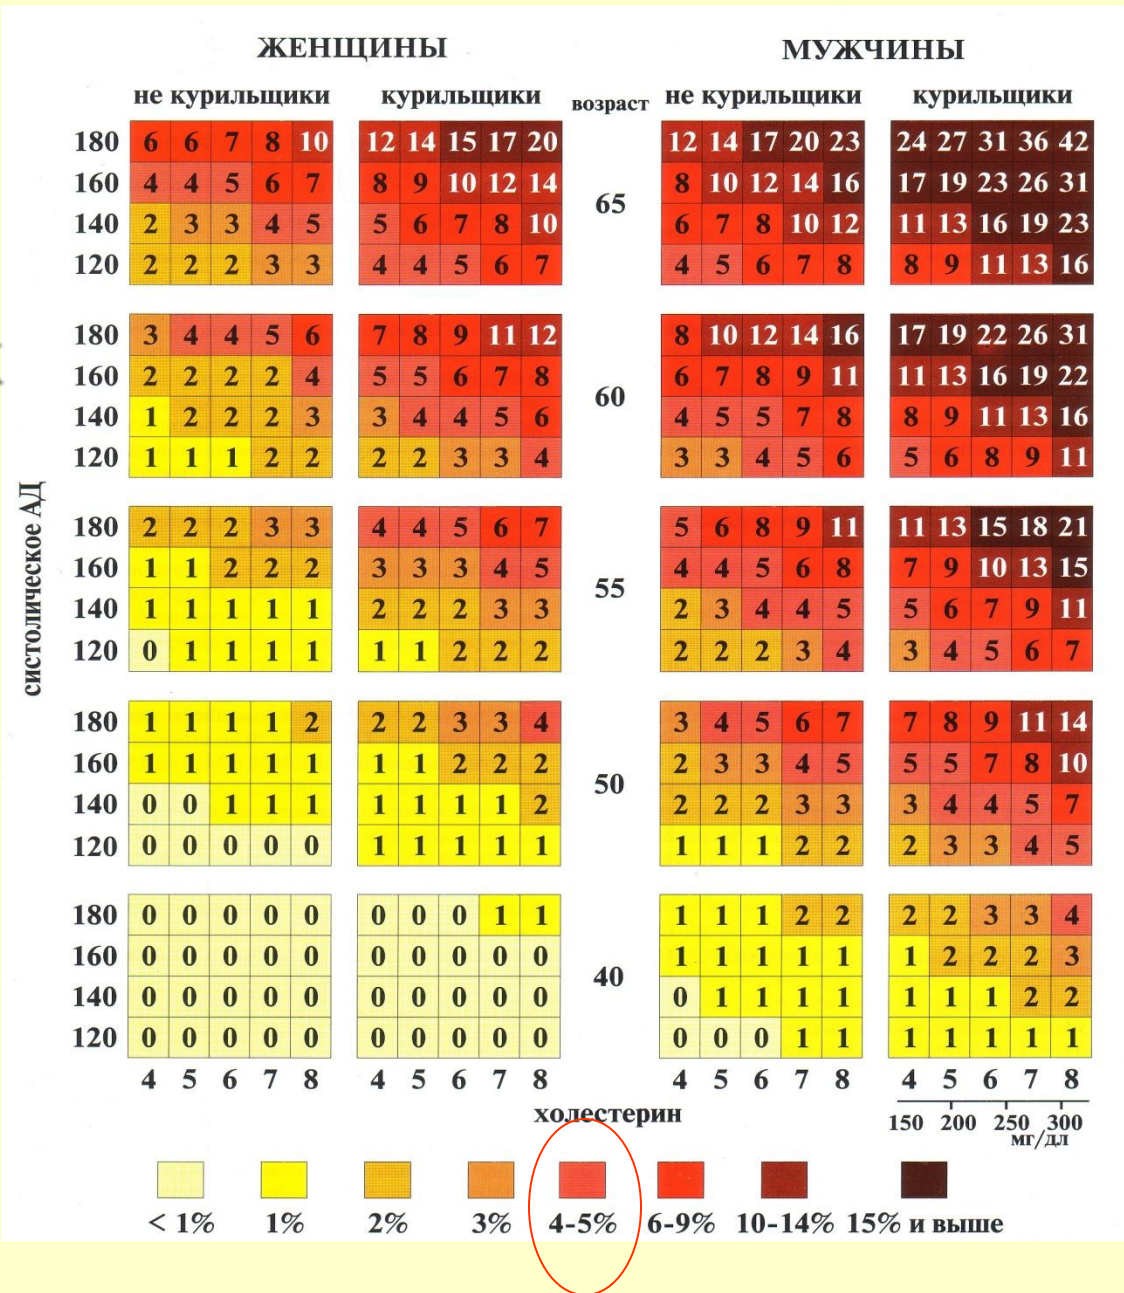 ЖЕНЩИНЫ МУЖЧИНЫ
не курильщики курильщики возраст не курильщики курильщики
180 6 6 7 8 10 12 14 15 17 20 12 14 17 20 23 24 27 31 36 42
160 4 4 5 6 7 8 9 10 12 14 8 10 12 14 16 17 19 23 26 31
65
140 2 3 3 4 5 5 6 7 8 10 6 7 8 10 12 11 13 16 19 23
120 2 2 2 3 3 4 4 5 6 7 4 5 6 7 8 8 9 11 13 16
180 3 4 4 5 6 7 8 9 11 12 8 10 12 14 16 17 19 22 26 31
160 2 2 2 2 4 5 5 6 7 8 6 7 8 9 11 11 13 16 19 22
60
140 1 2 2 2 3 3 4 4 5 6 4 5 5 7 8 8 9 11 13 16
120 1 1 1 2 2 2 2 3 3 4 3 3 4 5 6 5 6 8 9 11
систолическое АД
180 2 2 2 3 3 4 4 5 6 7 5 6 8 9 11 11 13 15 18 21
160 1 1 2 2 2 3 3 3 4 5 4 4 5 6 8 7 9 10 13 15
55
140 1 1 1 1 1 2 2 2 3 3 2 3 4 4 5 5 6 7 9 11
120 0 1 1 1 1 1 1 2 2 2 2 2 2 3 4 3 4 5 6 7
180 1 1 1 1 2 2 2 3 3 4 3 4 5 6 7 7 8 9 11 14
160 1 1 1 1 1 1 1 2 2 2 2 3 3 4 5 5 5 7 8 10
50
140 0 0 1 1 1 1 1 1 1 2 2 2 2 3 3 3 4 4 5 7
120 0 0 0 0 0 1 1 1 1 1 1 1 1 2 2 2 3 3 4 5
180 0 0 0 0 0 0 0 0 1 1 1 1 1 2 2 2 2 3 3 4
160 0 0 0 0 0 0 0 0 0 0 1 1 1 1 1 1 2 2 2 3
40
140 0 0 0 0 0 0 0 0 0 0 0 1 1 1 1 1 1 1 2 2
120 0 0 0 0 0 0 0 0 0 0 0 0 0 1 1 1 1 1 1 1
4 5 6 7 8 4 5 6 7 8 4 5 6 7 8 4 5 6 7 8
холестерин
150 200 250 300
мг/дл
< 1% 1% 2% 3% 4-5% 6-9% 10-14% 15% и выше